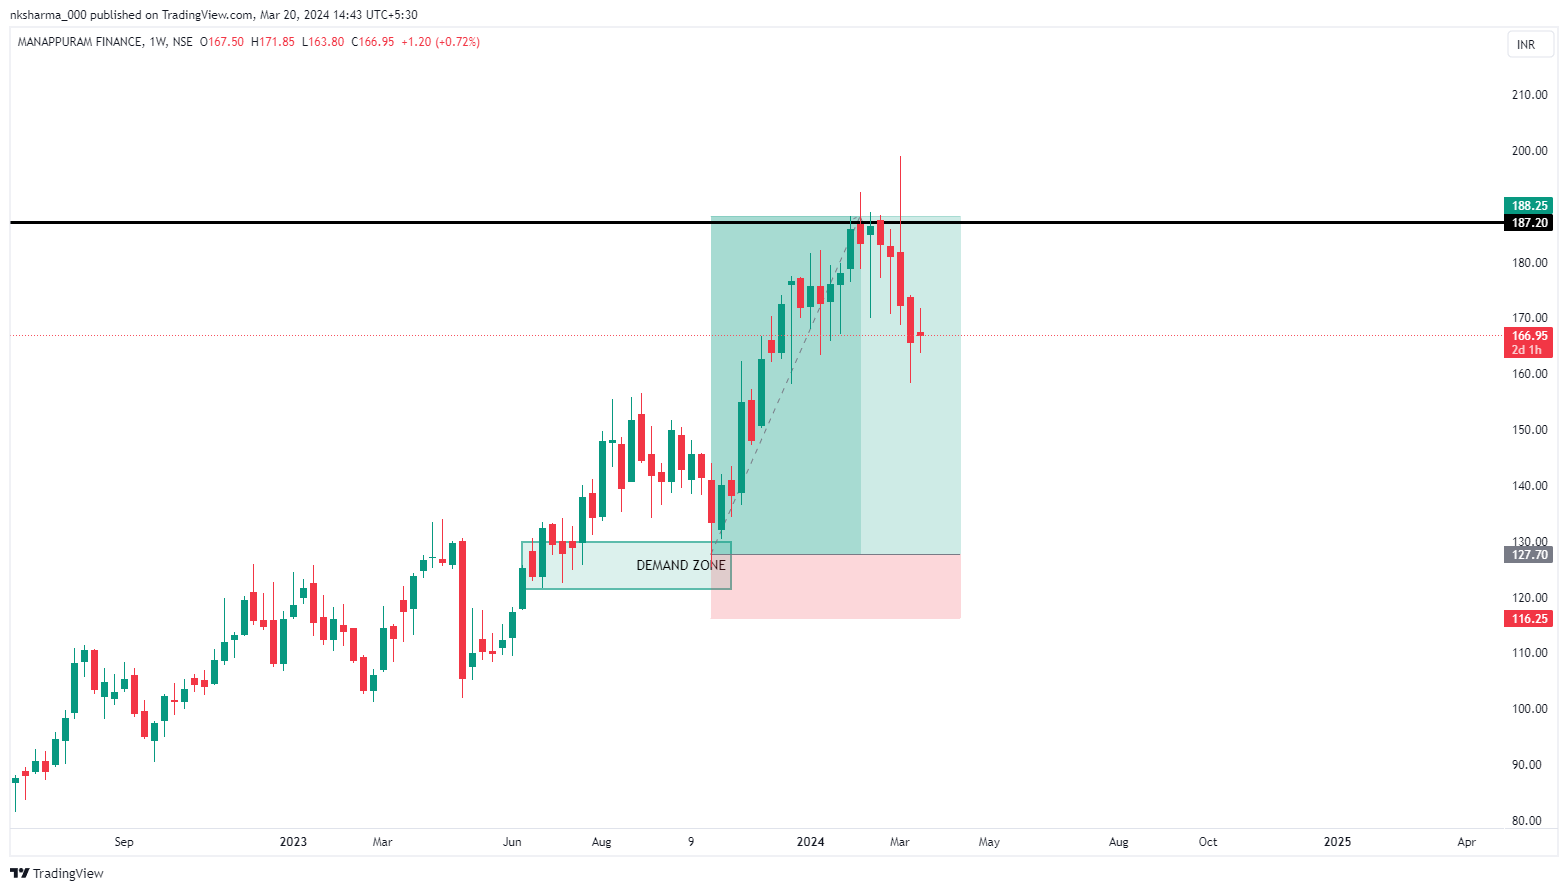 nksharma_000 published on TradingView.com, Mar 20, 2024 14:43 UTC+5:30
MANAPPURAM FINANCE, 1W, NSE O167.50 H171.85 L163.80 C166.95 +1.20 (+0.72%)
INR
210.00
200.00
188.25
187.20
180.00
170.00
166.95
2d 1h
160.00
150.00
140.00
130.00
127.70
DEMAND ZONE
120.00
116.25
110.00
100.00
90.00
80.00
Sep 2023 Mar Jun Aug 9 2024 Mar May Aug Oct 2025 Apr
TradingView